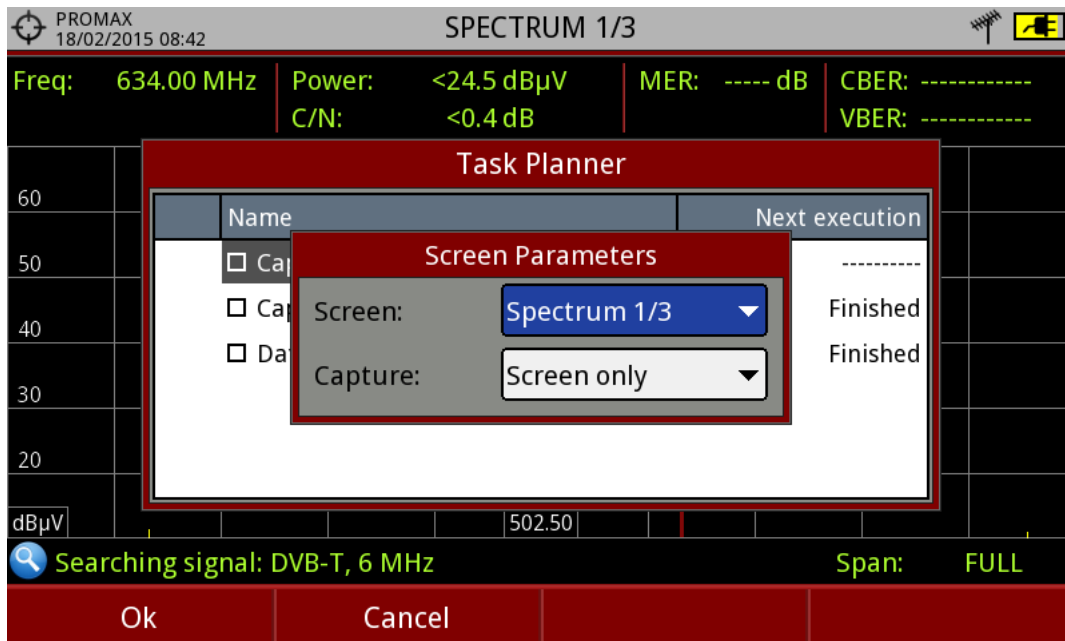 PROMAX
18/02/2015 08:42
SPECTRUM 1/3
Freq: 634.00 MHz
Power: <24.5 dBµV
MER: ----- dB
CBER: ------------
C/N: <0.4 dB
VBER: ------------
Task Planner
Name
Next execution
----------
Finished
Finished
Screen Parameters
Screen: Spectrum 1/3
Capture: Screen only
60
50
40
30
20
dBµV
502.50
Searching signal: DVB-T, 6 MHz
Span: FULL
Ok
Cancel